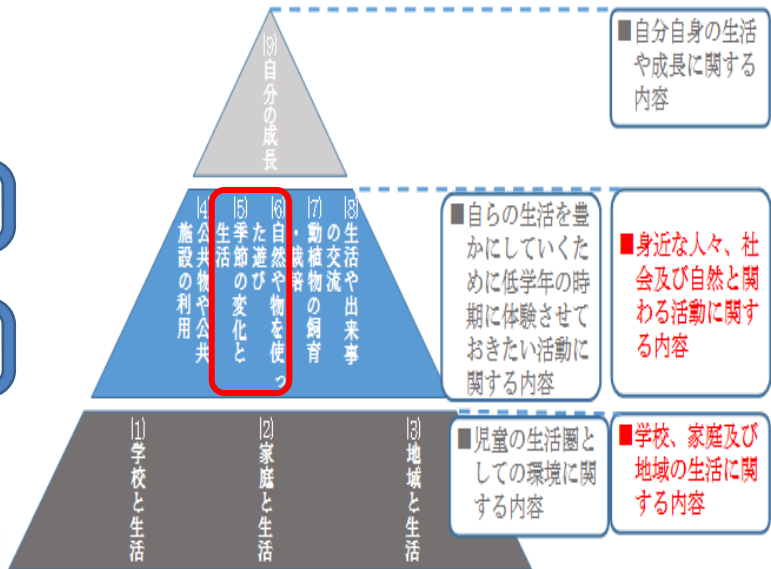 (9)自分の成長
(8)生活や出来事
の交流
(7)動植物の飼育
・栽培
(6)自然や物を使っ
た遊び
(5)季節の変化と
生活
(4)公共物や公共
施設の利用
(1)学校と生活
(2)家庭と生活
(3)地域と生活
■自分自身の生活
や成長に関する
内容
■自らの生活を豊
かにしていくた
めに低学年の時
期に体験させて
おきたい活動に
関する内容
■身近な人々、社
会及び自然と関
わる活動に関す
る内容
■児童の生活圏と
しての環境に関
する内容
■学校、家庭及び
地域の生活に関
する内容